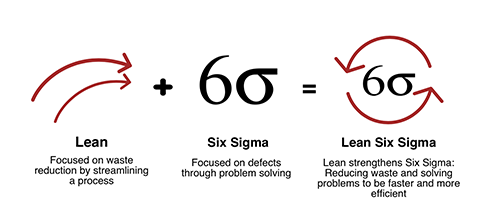 + 6σ = 6σ
Lean
Focused on waste
reduction by streamlining
a process
Six Sigma
Focused on defects
through problem solving
Lean Six Sigma
Lean strengthens Six Sigma:
Reducing waste and solving
problems to be faster and more
efficient